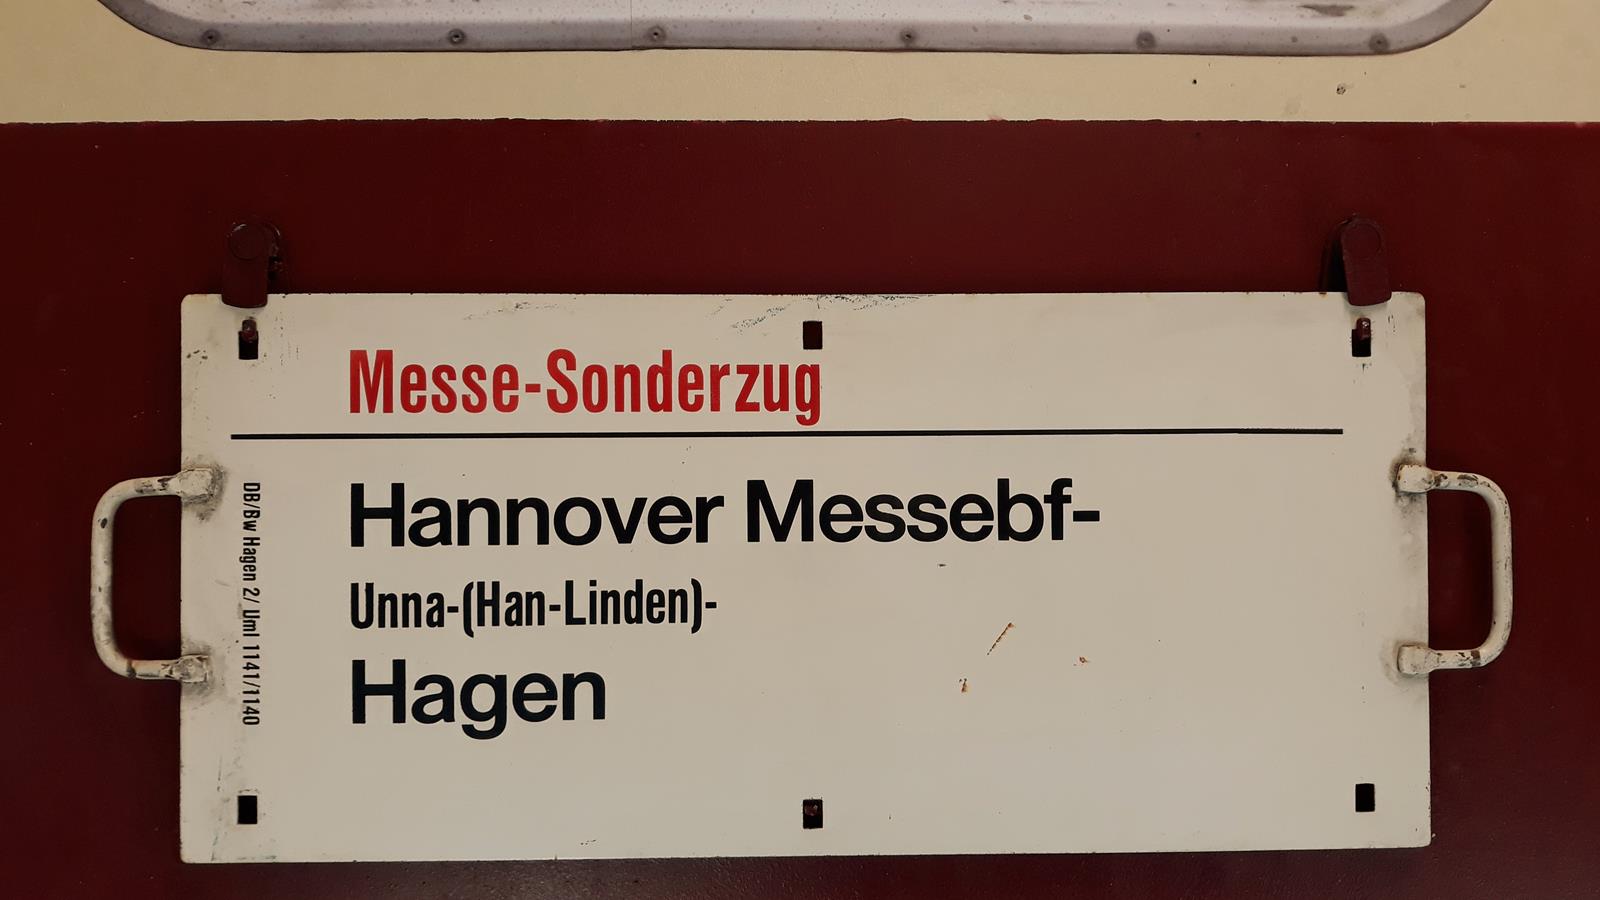 Messe-Sonderzug
Hannover Messebf-
Unna-(Han-Linden)-
Hagen
DB/Bw Hagen 2/ Uml 1141/1140